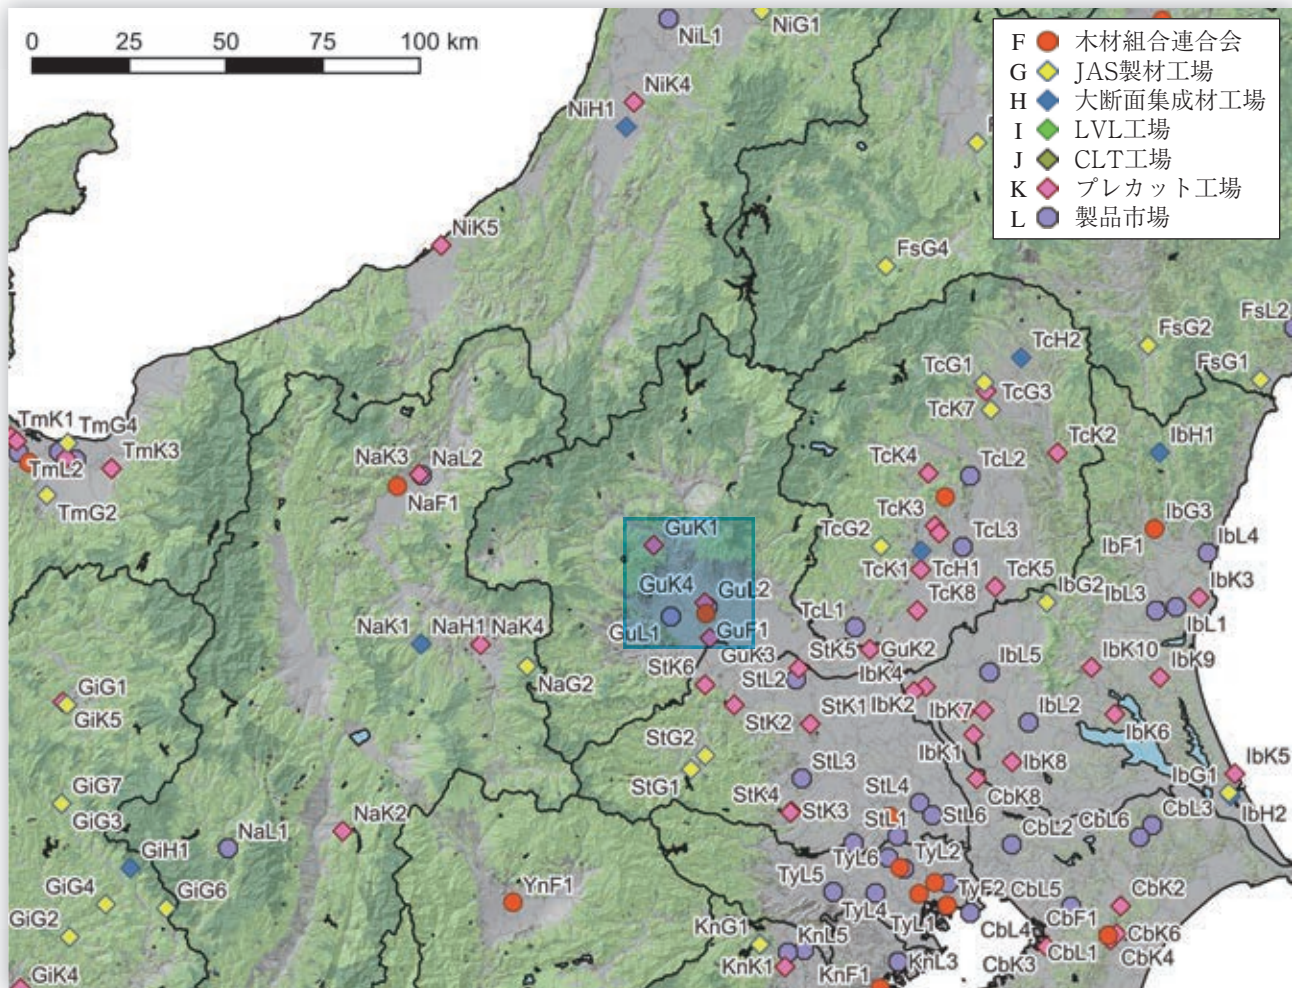 0 25 50 75 100 km
F 木材組合連合会
G JAS製材工場
H 大断面集成材工場
I LVL工場
J CLT工場
K プレカット工場
L 製品市場
NiL1
NiG1
NiK4
NiH1
NiK5
FsG4
FsL2
FsG2
FsG1
TcH2
TcG1
TcG3
TcK7
TcK2
IbH1
TmK1
TmG4
TmK3
TmL2
TmG2
NaK3
NaL2
NaF1
TcK4
TcL2
TcK3
TcG2
TcL3
IbG3
IbF1
IbL4
GuK1
TcK1
TcH1
TcK5
TcK8
IbG2
IbK3
IbL3
IbL1
GuK4
GuL2
GuL1
GuF1
GuK3
TcL1
StK5
GuK2
NaK1
NaH1
NaK4
NaG2
StK6
StL2
IbK4
IbL5
IbK10
IbK9
GiG1
GiK5
StK2
StK1
IbK2
IbK7
IbL2
IbK6
StG2
StG1
StL3
IbK1
IbK8
IbG1
IbK5
GiG7
GiG3
StK4
StK3
StL4
CbK8
CbL3
IbH2
NaK2
NaL1
StL1
StL6
CbL2
CbL6
GiH1
TyL6
TyL2
TyL5
GiG4
GiG6
YnF1
TyL4
TyL1
TyF2
CbL5
CbK2
GiG2
KnG1
KnL5
CbL4
CbF1
CbK6
GiK4
KnK1
KnF1
KnL3
CbK3
CbL1
CbK4